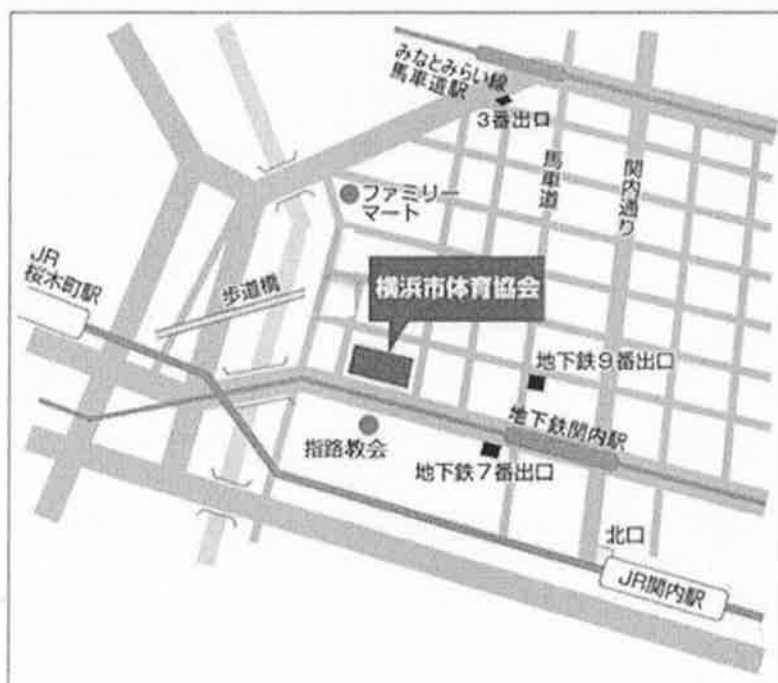 みなとみらい線
馬車道駅
3番出口
ファミリー
マート
馬車道
関内通り
JR
桜木町駅
歩道橋
横浜市体育協会
地下鉄9番出口
地下鉄関内駅
指路教会
地下鉄7番出口
北口
JR関内駅